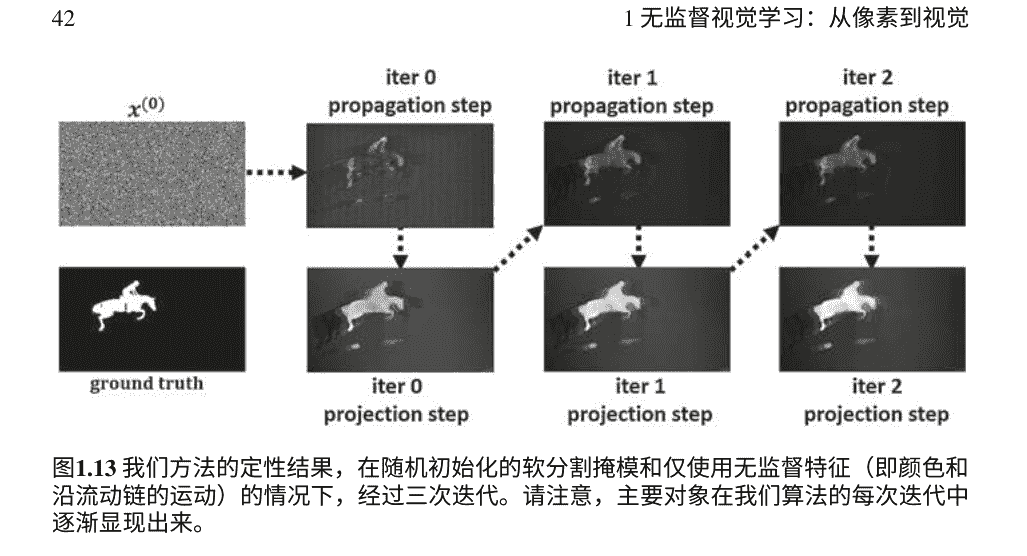 42
1 无监督视觉学习：从像素到视觉
iter 0
propagation step
iter 1
propagation step
iter 2
propagation step
x(0)
ground truth
iter 0
projection step
iter 1
projection step
iter 2
projection step
图1.13 我们方法的定性结果，在随机初始化的软分割掩模和仅使用无监督特征（即颜色和
沿流动链的运动）的情况下，经过三次迭代。请注意，主要对象在我们算法的每次迭代中
逐渐显现出来。